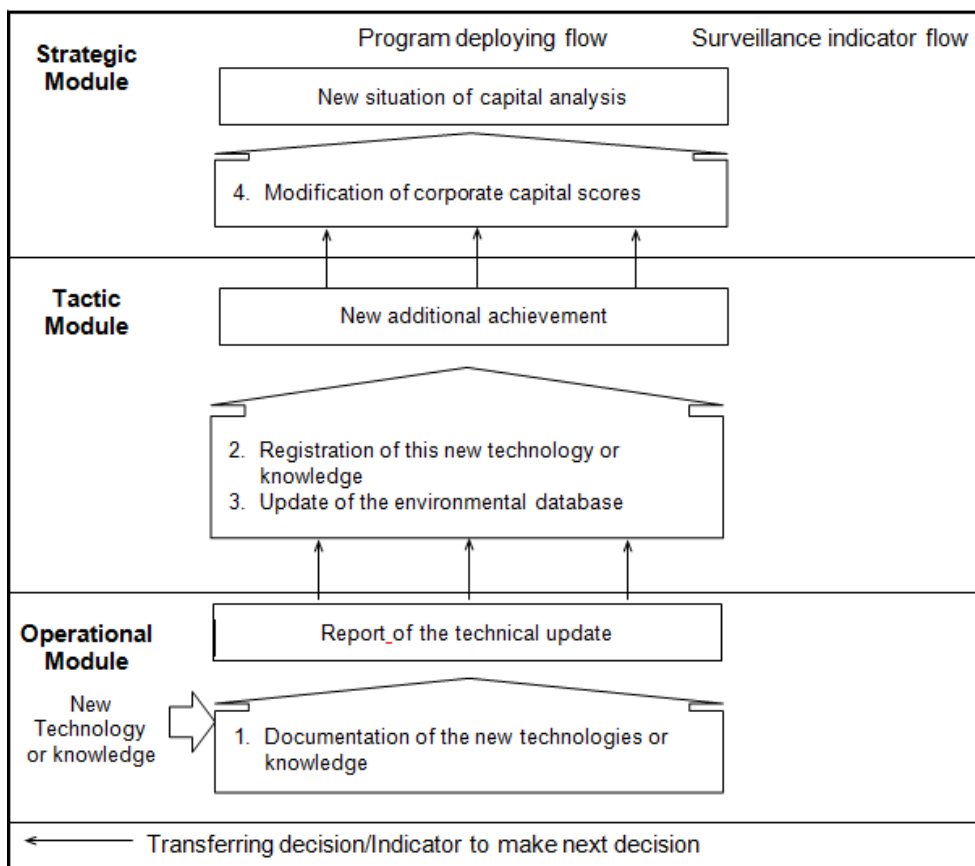 Program deploying flow
Surveillance indicator flow
Strategic
Module
New situation of capital analysis
4. Modification of corporate capital scores
Tactic
Module
New additional achievement
2. Registration of this new technology or
knowledge
3. Update of the environmental database
Operational
Module
Report of the technical update
New
Technology
or knowledge
1. Documentation of the new technologies or
knowledge
Transferring decision/Indicator to make next decision